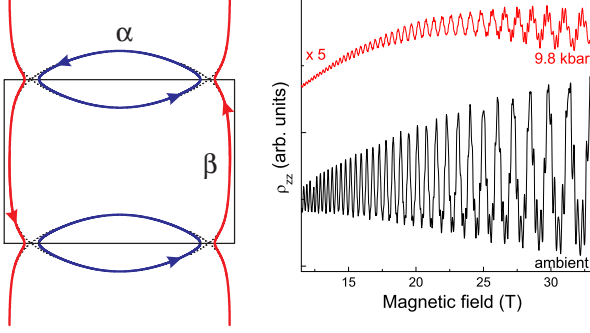 α
β
x 5
9.8 kbar
ρzz (arb. units)
ambient
15 20 25 30
Magnetic field (T)